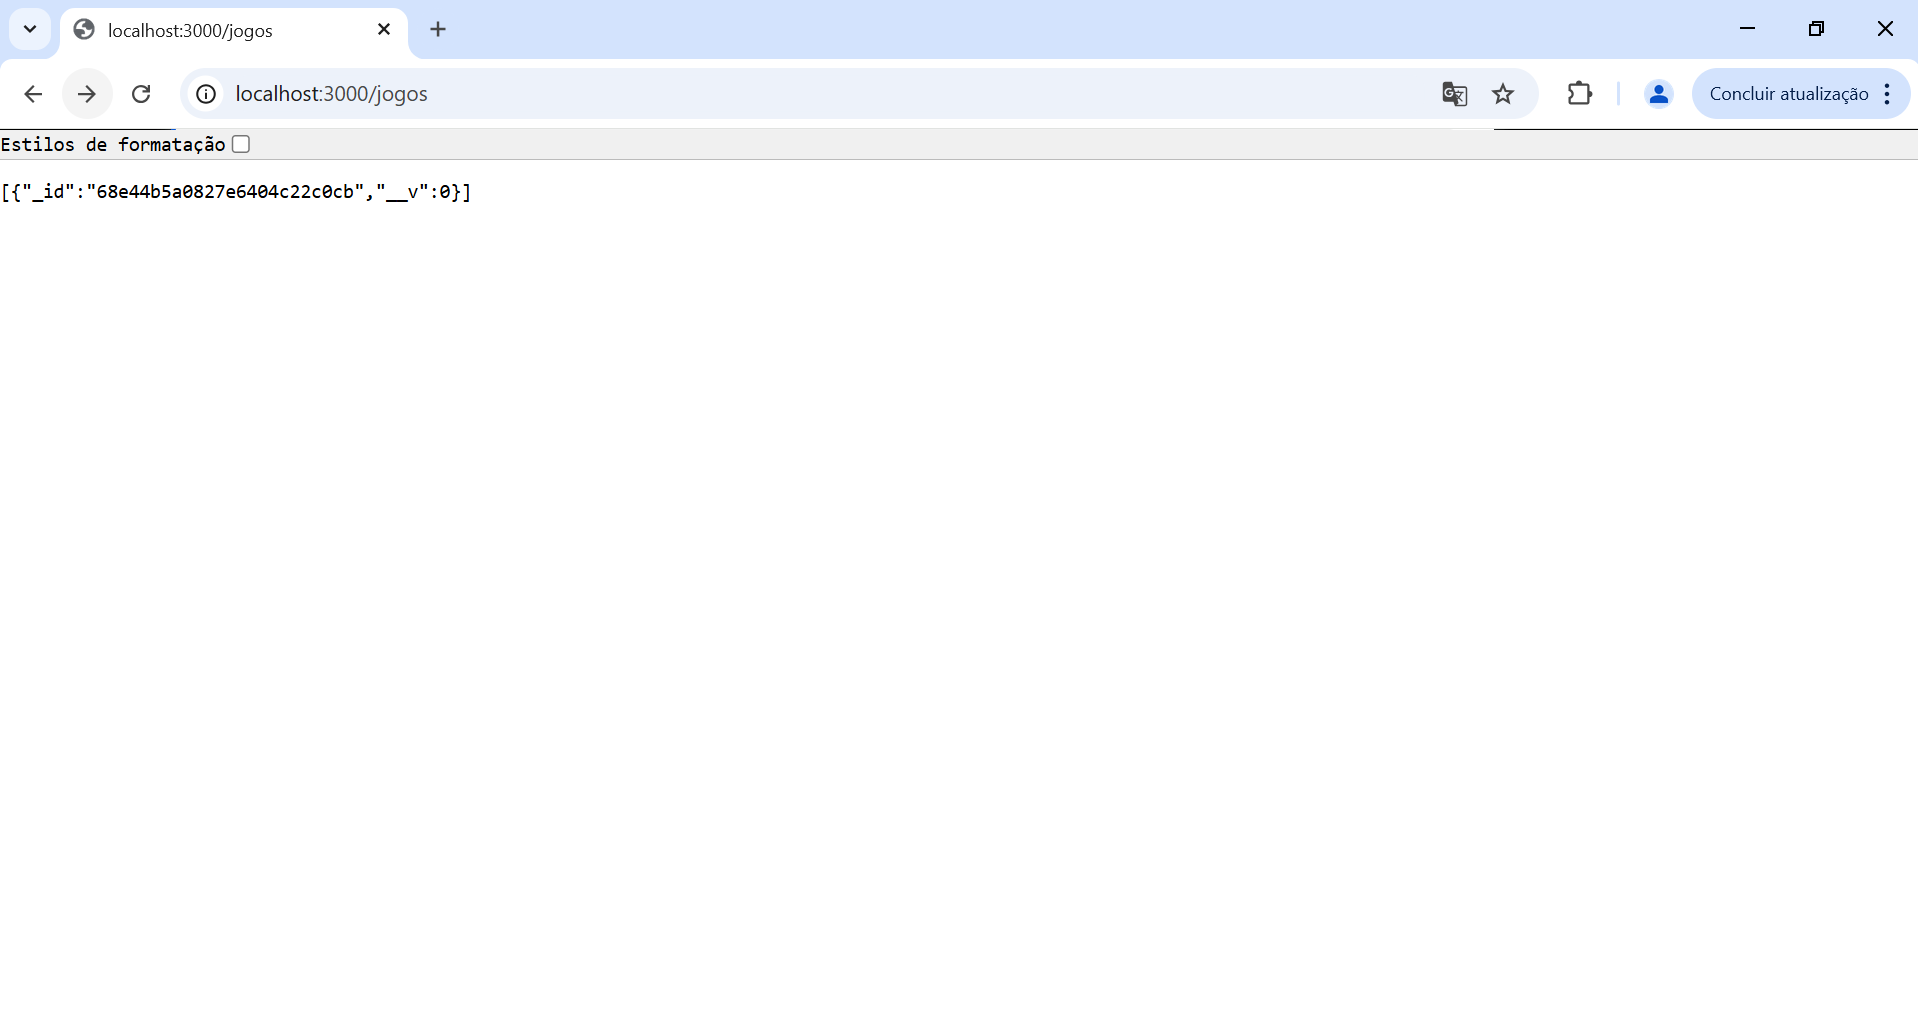 localhost:3000/jogos
localhost:3000/jogos
Concluir atualização
Estilos de formatação
[{"_id":"68e44b5a0827e6404c22c0cb","__v":0}]